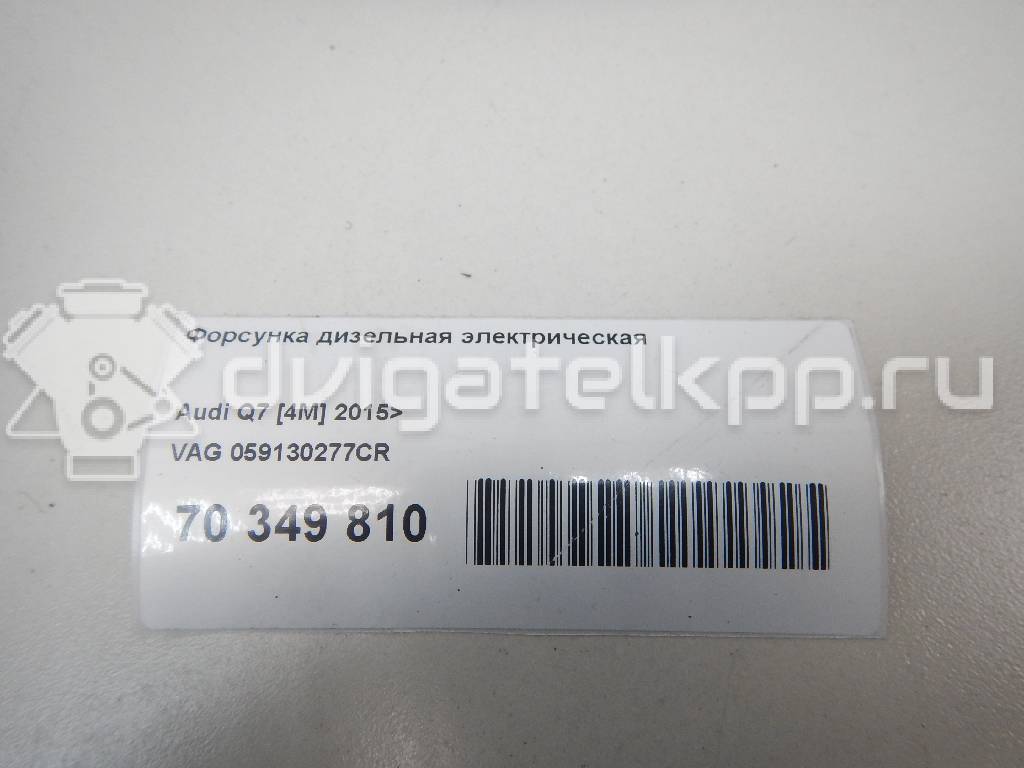 Форсунка дизельная электрическая
dvigatelkpp.ru
Audi Q7 [4M] 2015>
VAG 059130277CR
70 349 810